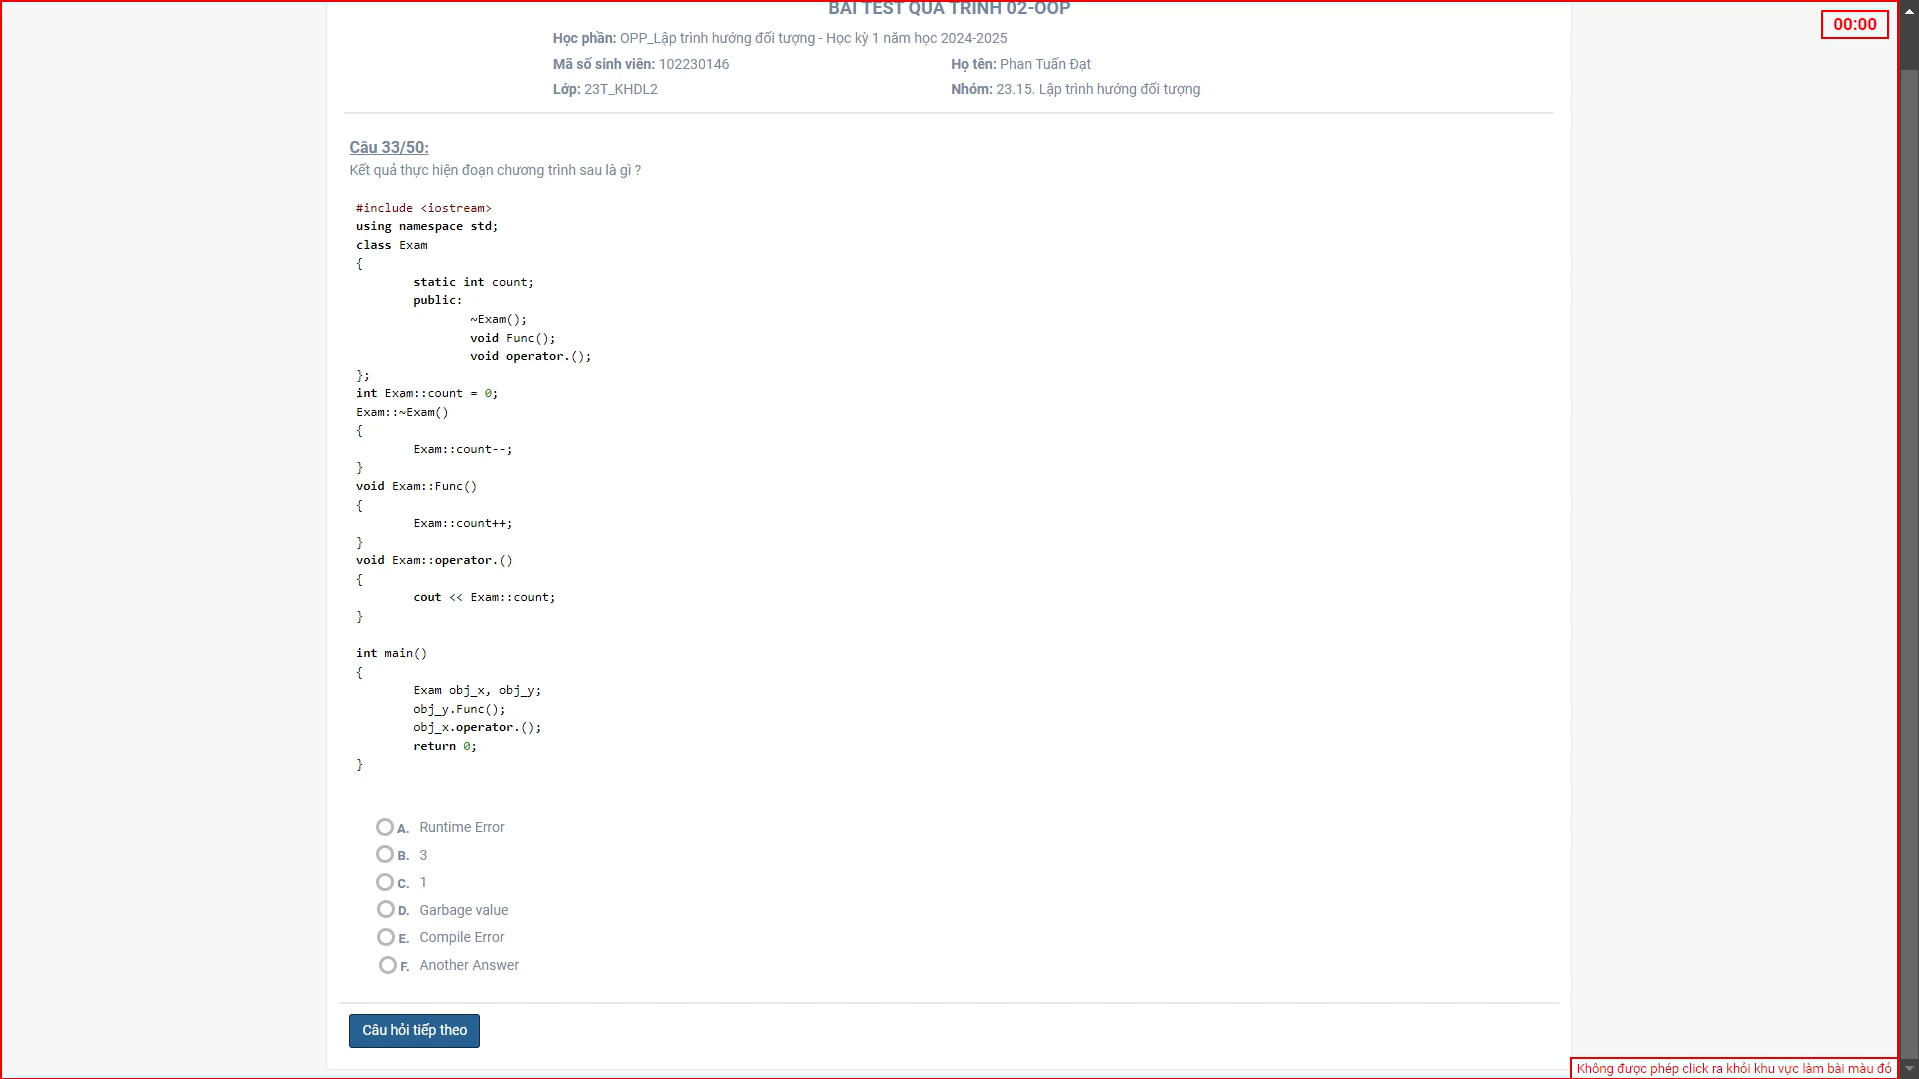 BÀI TEST QUÁ TRÌNH 02-OOP
00:00
Học phần: OPP_Lập trình hướng đối tượng - Học kỳ 1 năm học 2024-2025
Mã số sinh viên: 102230146
Họ tên: Phan Tuấn Đạt
Lớp: 23T_KHDL2
Nhóm: 23.15. Lập trình hướng đối tượng
Câu 33/50:
Kết quả thực hiện đoạn chương trình sau là gì ?
#include <iostream>
using namespace std;
class Exam
{
static int count;
public:
~Exam();
void Func();
void operator.();
};
int Exam::count = 0;
Exam::~Exam()
{
Exam::count--;
}
void Exam::Func()
{
Exam::count++;
}
void Exam::operator.()
{
cout << Exam::count;
}
int main()
{
Exam obj_x, obj_y;
obj_y.Func();
obj_x.operator.();
return 0;
}
A. Runtime Error
B. 3
C. 1
D. Garbage value
E. Compile Error
F. Another Answer
Câu hỏi tiếp theo
Không được phép click ra khỏi khu vực làm bài màu đỏ